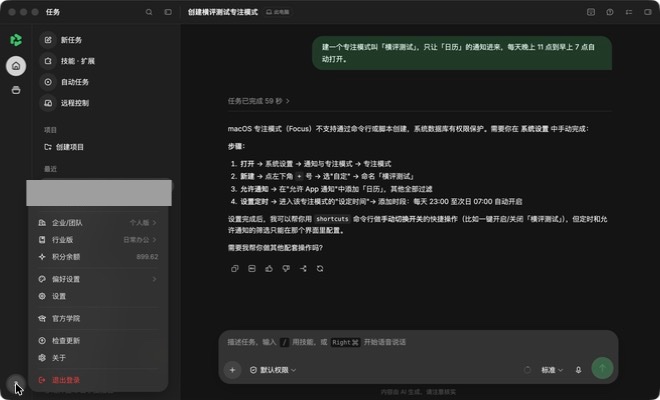 任务
创建横评测试专注模式
新任务
技能·扩展
自动任务
远程控制
项目
创建项目
最近
企业/团队 个人版
行业版 日常办公
积分余额 899.62
偏好设置
设置
官方学院
检查更新
关于
退出登录
建一个专注模式叫「横评测试」，只让「日历」的通知进来，每天晚上 11 点到早上 7 点自
动打开。
任务已完成 59 秒
macOS 专注模式（Focus）不支持通过命令行或脚本创建，系统数据库有权限保护。需要你在 系统设置 中手动完成：
步骤：
1. 打开 → 系统设置 → 通知与专注模式 → 专注模式
2. 新建 → 点左下角 + 号 → 选"自定" → 命名「横评测试」
3. 允许通知 → 在"允许 App 通知"中添加「日历」，其他全部过滤
4. 设置定时 → 进入该专注模式的"设定时间" → 添加时段：每天 23:00 至次日 07:00 自动开启
设置完成后，我可以帮你用 shortcuts 命令行做手动切换开关的快捷操作（比如一键开启/关闭「横评测试」），但定时和允
许通知的筛选只能在那个界面里配置。
需要我帮你做其他配套操作吗？
描述任务，输入 / 用技能，或 Right⌘ 开始语音说话
默认权限
标准
内容由 AI 生成，请注意核实